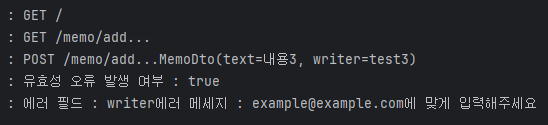 : GET /
: GET /memo/add...
: POST /memo/add...MemoDto(text=내용3, writer=test3)
: 유효성 오류 발생 여부 : true
: 에러 필드 : writer에러 메세지 : example@example.com에 맞게 입력해주세요